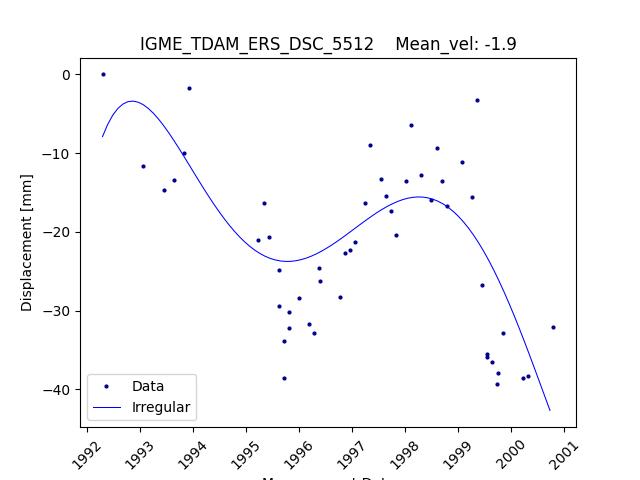 IGME_TDAM_ERS_DSC_5512    Mean_vel: -1.9
Displacement [mm]
0
−10
−20
−30
−40
Data
Irregular
1992 1993 1994 1995 1996 1997 1998 1999 2000 2001